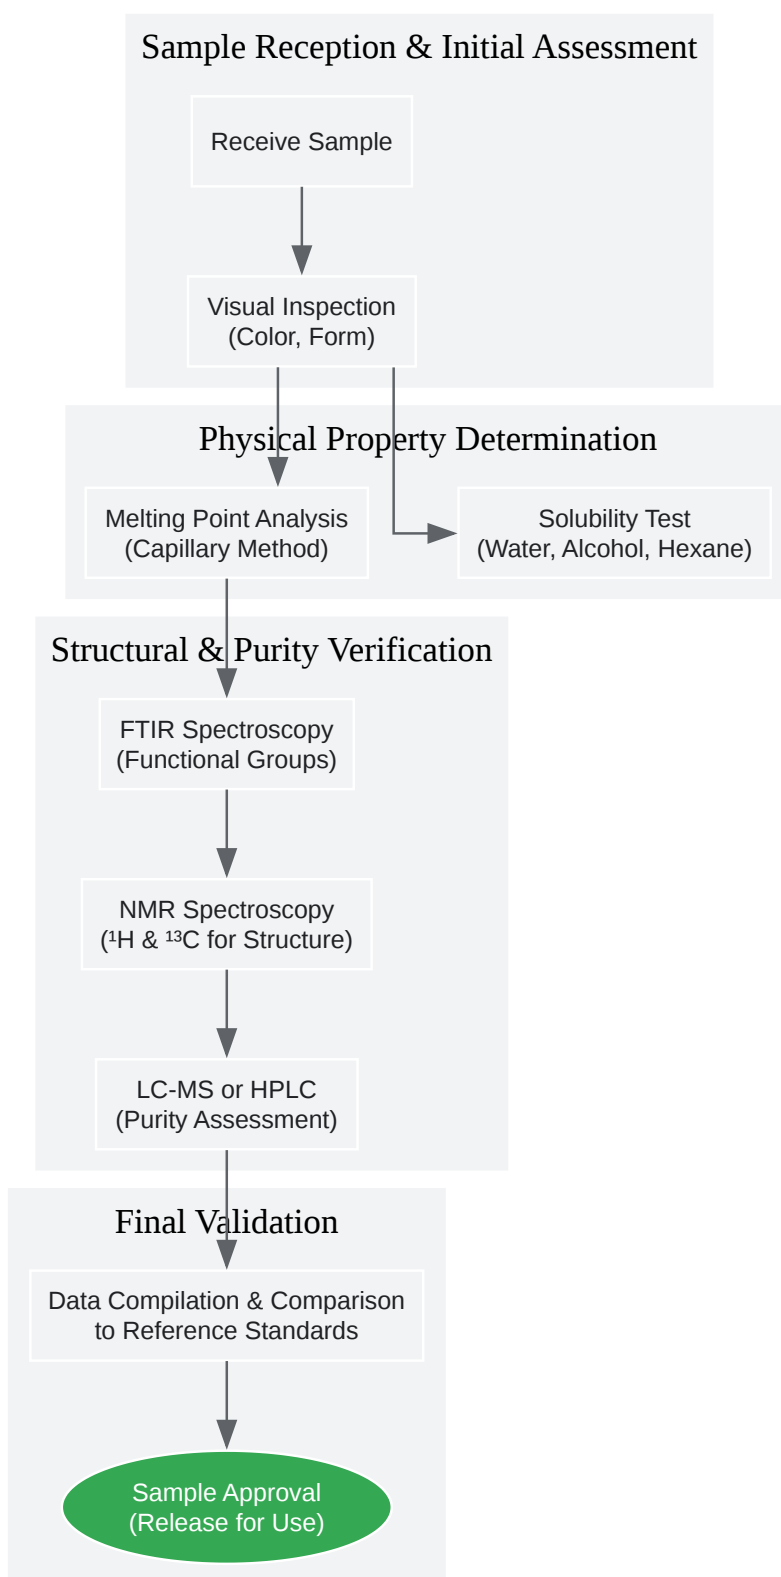 Sample Reception & Initial Assessment
Receive Sample
Visual Inspection
(Color, Form)
Physical Property Determination
Melting Point Analysis
(Capillary Method)
Solubility Test
(Water, Alcohol, Hexane)
Structural & Purity Verification
FTIR Spectroscopy
(Functional Groups)
NMR Spectroscopy
(¹H & ¹³C for Structure)
LC-MS or HPLC
(Purity Assessment)
Final Validation
Data Compilation & Comparison
to Reference Standards
Sample Approval
(Release for Use)